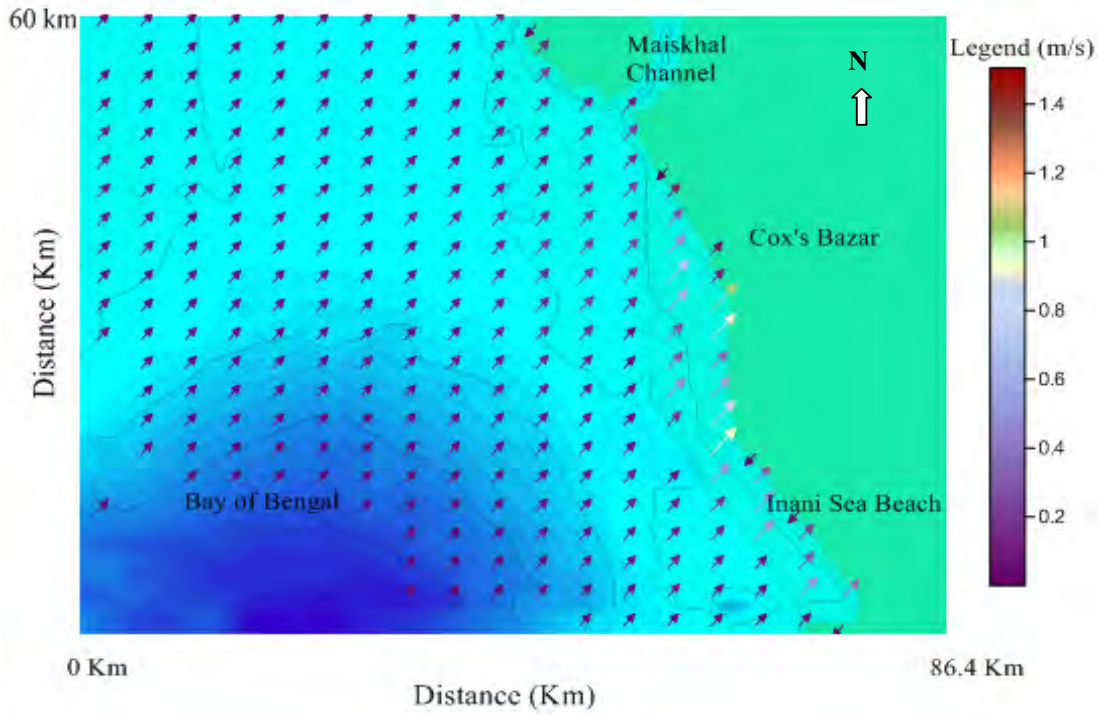 60 km
Maiskhal
Channel
Legend (m/s)
N
1.4
1.2
1
0.8
0.6
0.4
0.2
Cox's Bazar
Distance (Km)
Bay of Bengal
Inani Sea Beach
0 Km
86.4 Km
Distance (Km)